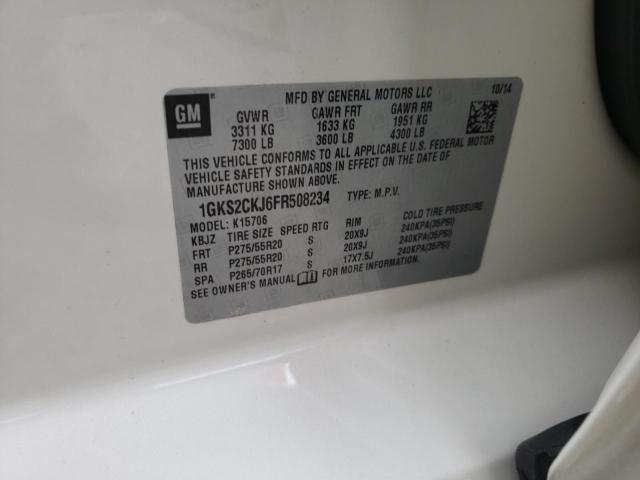 GM
MFD BY GENERAL MOTORS LLC 10/14
GVWR GAWR FRT GAWR RR
3311 KG 1633 KG 1951 KG
7300 LB 3600 LB 4300 LB
THIS VEHICLE CONFORMS TO ALL APPLICABLE U.S. FEDERAL MOTOR
VEHICLE SAFETY STANDARDS IN EFFECT ON THE DATE OF
MANUFACTURE SHOWN ABOVE.
1GKS2CKJ6FR508234 TYPE: M.P.V.
MODEL: K15706
KBJZ TIRE SIZE SPEED RTG RIM COLD TIRE PRESSURE
FRT P275/55R20 S 20X9J 240KPA(35PSI)
RR P275/55R20 S 20X9J 240KPA(35PSI)
SPA P265/70R17 S 17X7.5J 240KPA(35PSI)
SEE OWNER'S MANUAL FOR MORE INFORMATION.